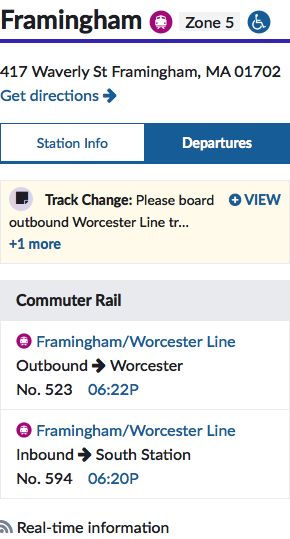 Framingham Zone 5
417 Waverly St Framingham, MA 01702
Get directions
Station Info Departures
Track Change: Please board VIEW
outbound Worcester Line tr...
+1 more
Commuter Rail
Framingham/Worcester Line
Outbound → Worcester
No. 523 06:22P
Framingham/Worcester Line
Inbound → South Station
No. 594 06:20P
Real-time information